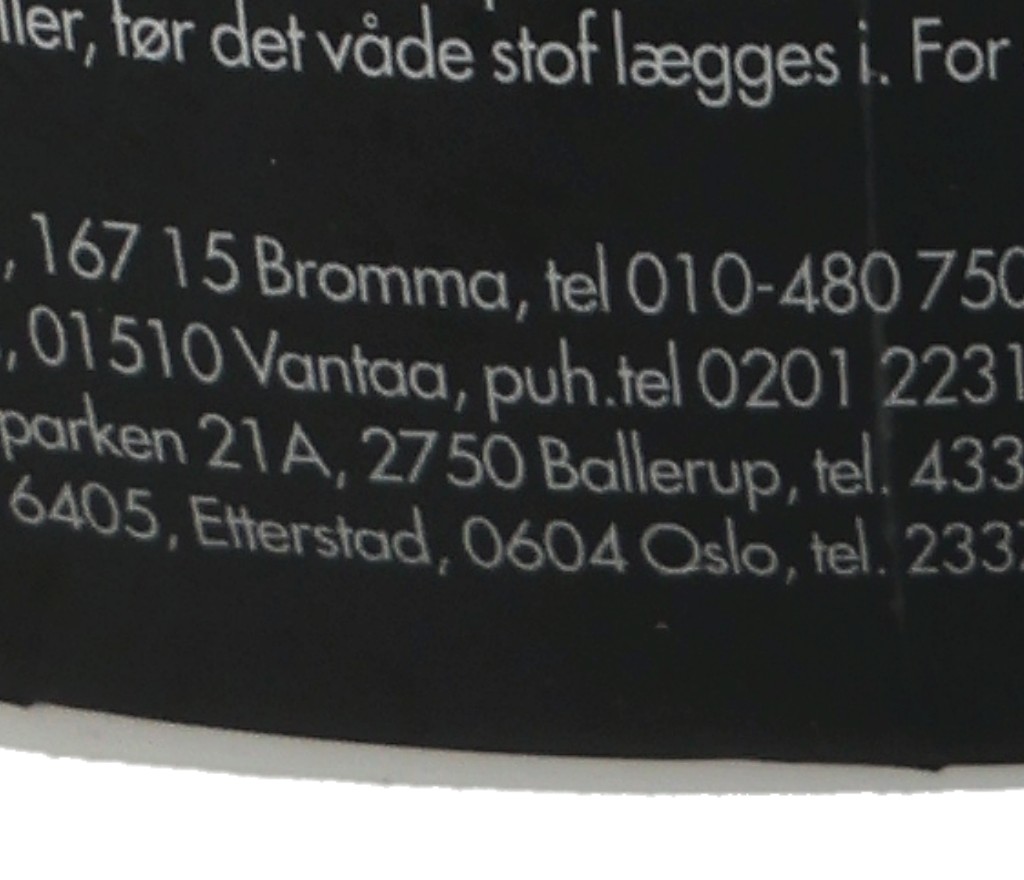 ller, før det våde stof lægges i. For
, 167 15 Bromma, tel 010-480 750
, 01510 Vantaa, puh.tel 0201 2231
parken 21A, 2750 Ballerup, tel. 433
6405, Etterstad, 0604 Oslo, tel. 233